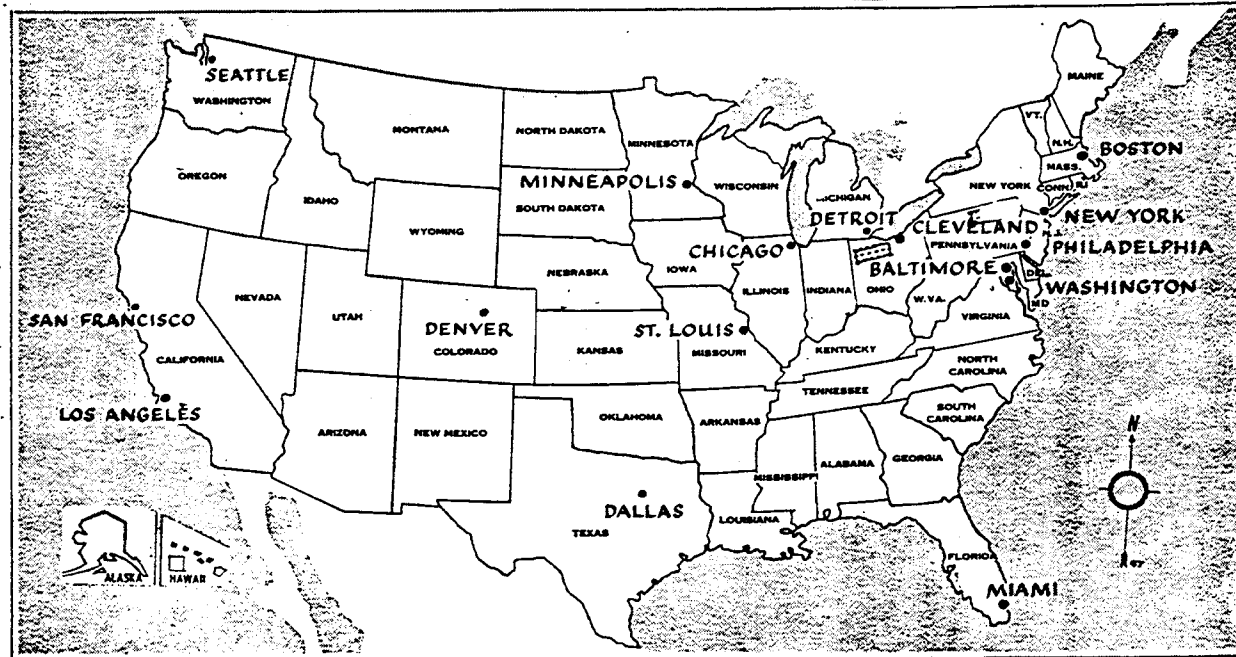 SEATTLE
WASHINGTON
MONTANA
NORTH DAKOTA
MINNESOTA
MAINE
VT.
N.H.
BOSTON
MASS.
OREGON
IDAHO
MINNEAPOLIS
WISCONSIN
MICHIGAN
NEW YORK
CONN.
RI
SOUTH DAKOTA
WYOMING
DETROIT
CLEVELAND
NEW YORK
CHICAGO
PENNSYLVANIA
PHILADELPHIA
NEBRASKA
IOWA
BALTIMORE
DEL
NEVADA
UTAH
ILLINOIS
INDIANA
OHIO
WASHINGTON
W.VA.
MD
SAN FRANCISCO
DENVER
COLORADO
ST. LOUIS
VIRGINIA
KANSAS
MISSOURI
KENTUCKY
CALIFORNIA
NORTH
CAROLINA
TENNESSEE
LOS ANGELES
OKLAHOMA
ARKANSAS
SOUTH
CAROLINA
ARIZONA
NEW MEXICO
N
MISSISSIPPI
ALABAMA
GEORGIA
DALLAS
TEXAS
LOUISIANA
FLORIDA
ALASKA
HAWAII
MIAMI